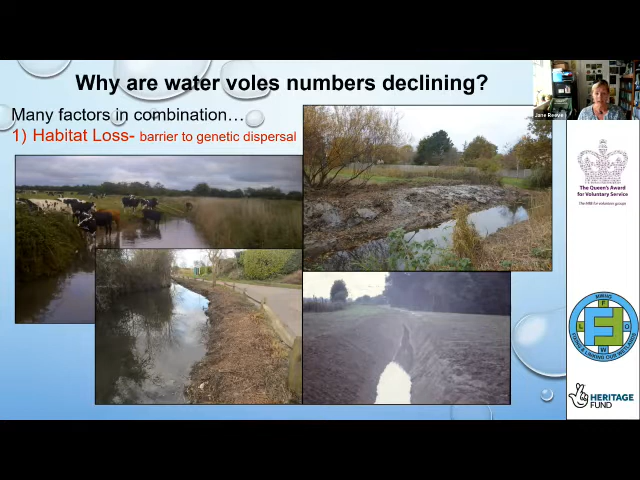 Why are water voles numbers declining?
Many factors in combination…
1) Habitat Loss- barrier to genetic dispersal
Jane Reeve
The Queen's Award
for Voluntary Service
The MBE for volunteer groups
F
L
HERITAGE
FUND